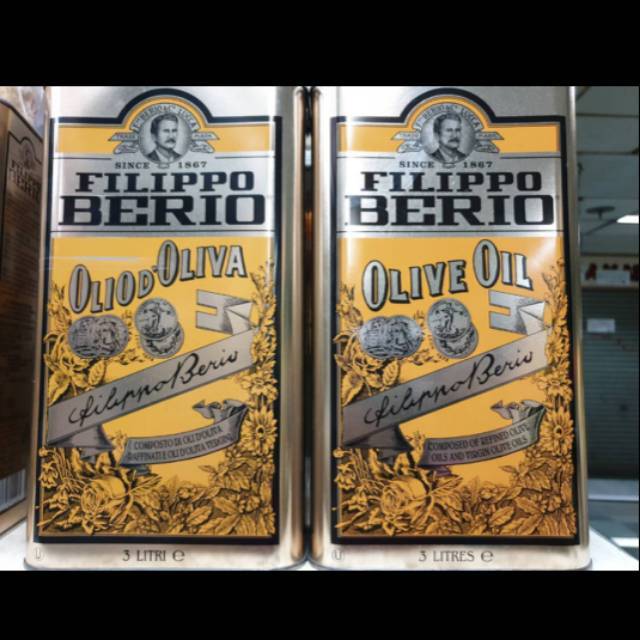 SINCE 1867
FILIPPO
BERIO
OLIO D'OLIVA
Filippo Berio
COMPOSTO DI OLI D'OLIVA
RAFFINATI E OLI D'OLIVA VERGINI
3 LITRI ℮
SINCE 1867
FILIPPO
BERIO
OLIVE OIL
Filippo Berio
COMPOSED OF REFINED OLIVE
OILS AND VIRGIN OLIVE OILS
3 LITRES ℮